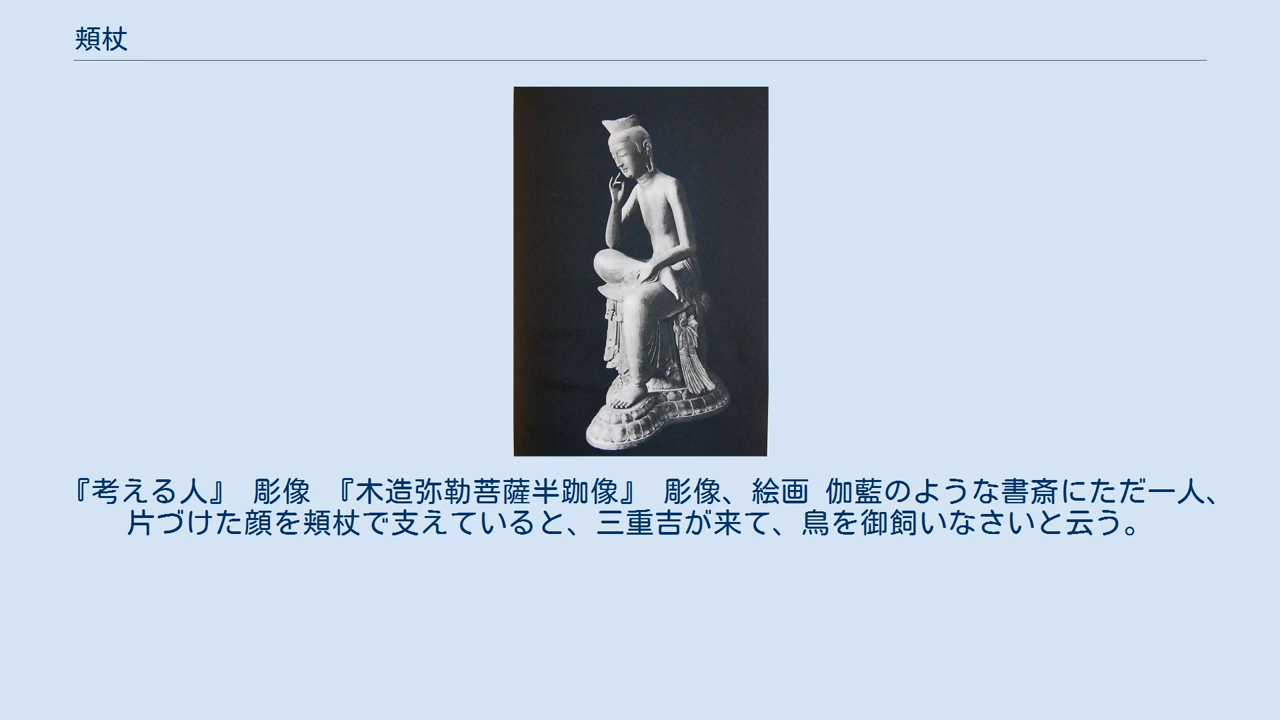 頬杖
『考える人』 彫像 『木造弥勒菩薩半跏像』 彫像、絵画 伽藍のような書斎にただ一人、
片づけた顔を頬杖で支えていると、三重吉が来て、鳥を御飼いなさいと云う。